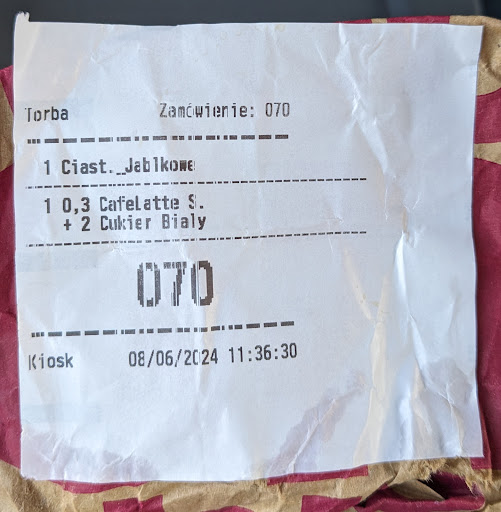 Torba Zamówienie: 070
1 Ciast._Jablkowe
1 0,3 CafeLatte S.
+ 2 Cukier Bialy
070
Kiosk 08/06/2024 11:36:30